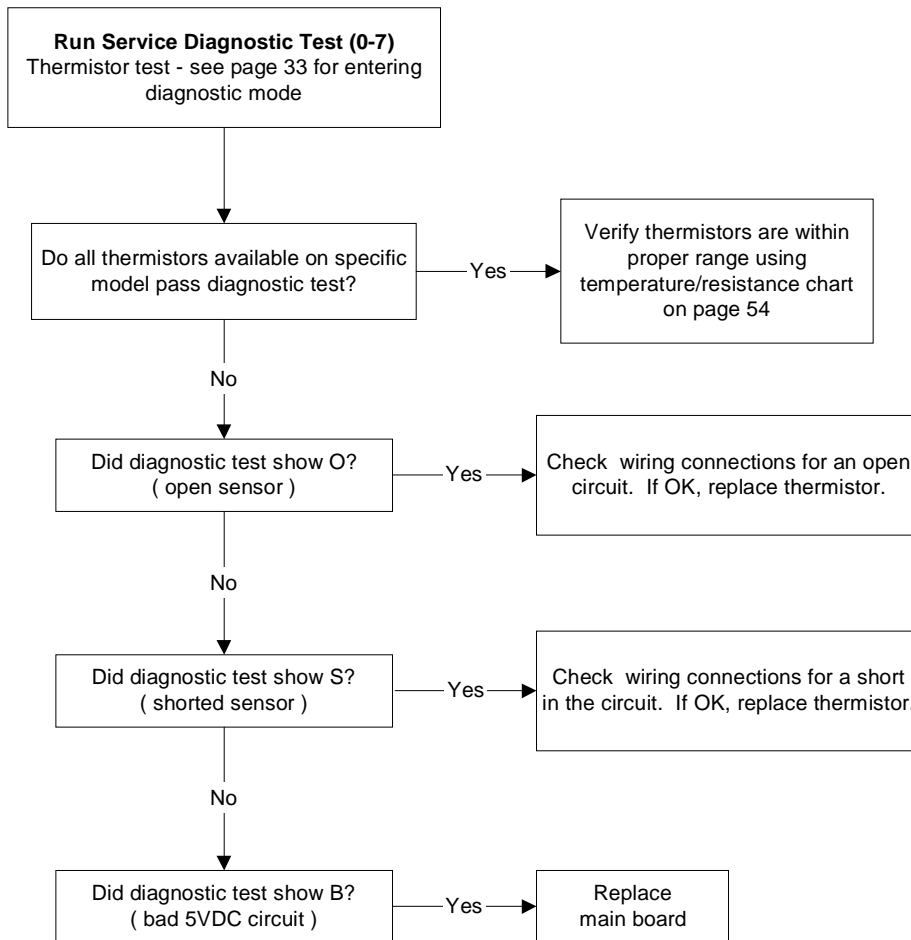 Run Service Diagnostic Test (0-7)
Thermistor test - see page 33 for entering
diagnostic mode
Do all thermistors available on specific
model pass diagnostic test?
Yes
Verify thermistors are within
proper range using
temperature/resistance chart
on page 54
No
Did diagnostic test show O?
( open sensor )
Yes
Check wiring connections for an open
circuit. If OK, replace thermistor.
No
Did diagnostic test show S?
( shorted sensor )
Yes
Check wiring connections for a short
in the circuit. If OK, replace thermistor.
No
Did diagnostic test show B?
( bad 5VDC circuit )
Yes
Replace
main board